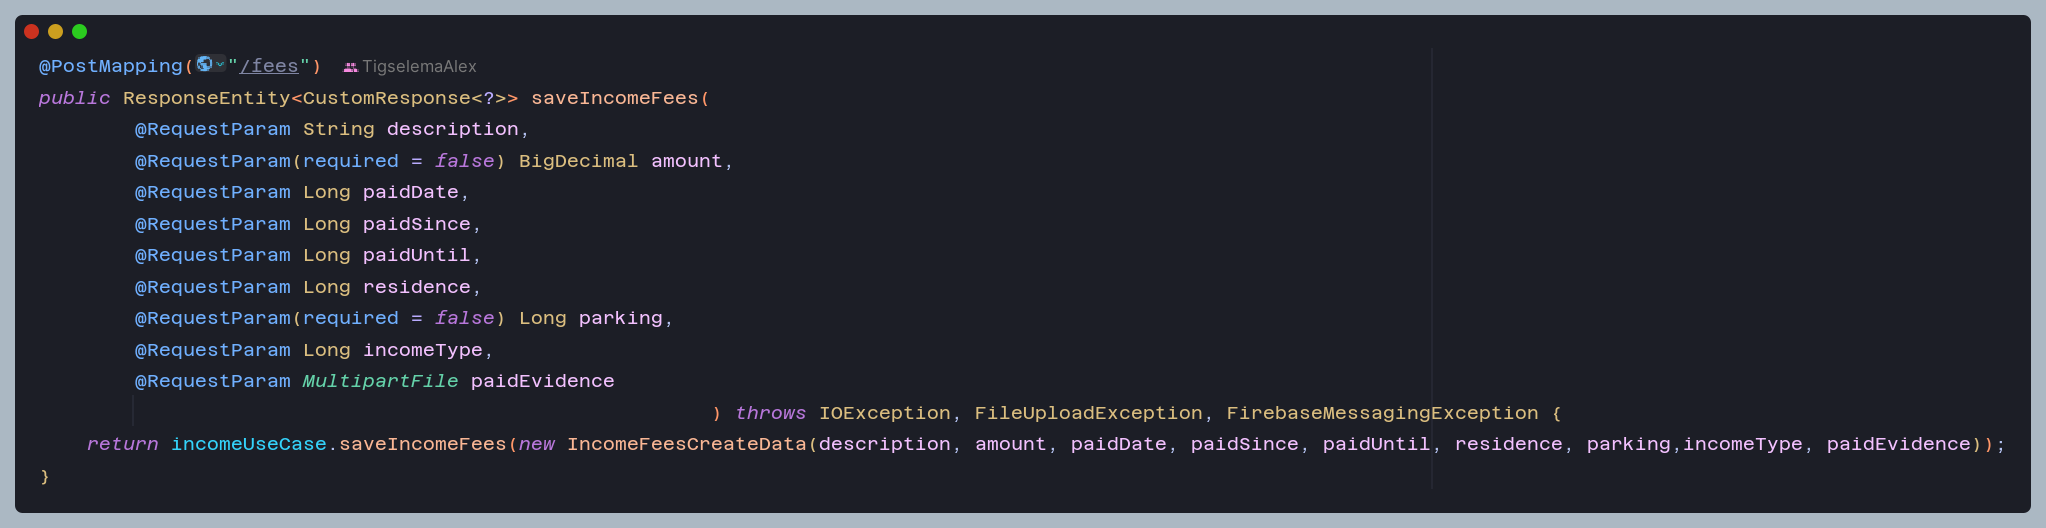 @PostMapping("/fees") TigselemaAlex
public ResponseEntity<CustomResponse<?>> saveIncomeFees(
@RequestParam String description,
@RequestParam(required = false) BigDecimal amount,
@RequestParam Long paidDate,
@RequestParam Long paidSince,
@RequestParam Long paidUntil,
@RequestParam Long residence,
@RequestParam(required = false) Long parking,
@RequestParam Long incomeType,
@RequestParam MultipartFile paidEvidence
) throws IOException, FileUploadException, FirebaseMessagingException {
return incomeUseCase.saveIncomeFees(new IncomeFeesCreateData(description, amount, paidDate, paidSince, paidUntil, residence, parking,incomeType, paidEvidence));
}